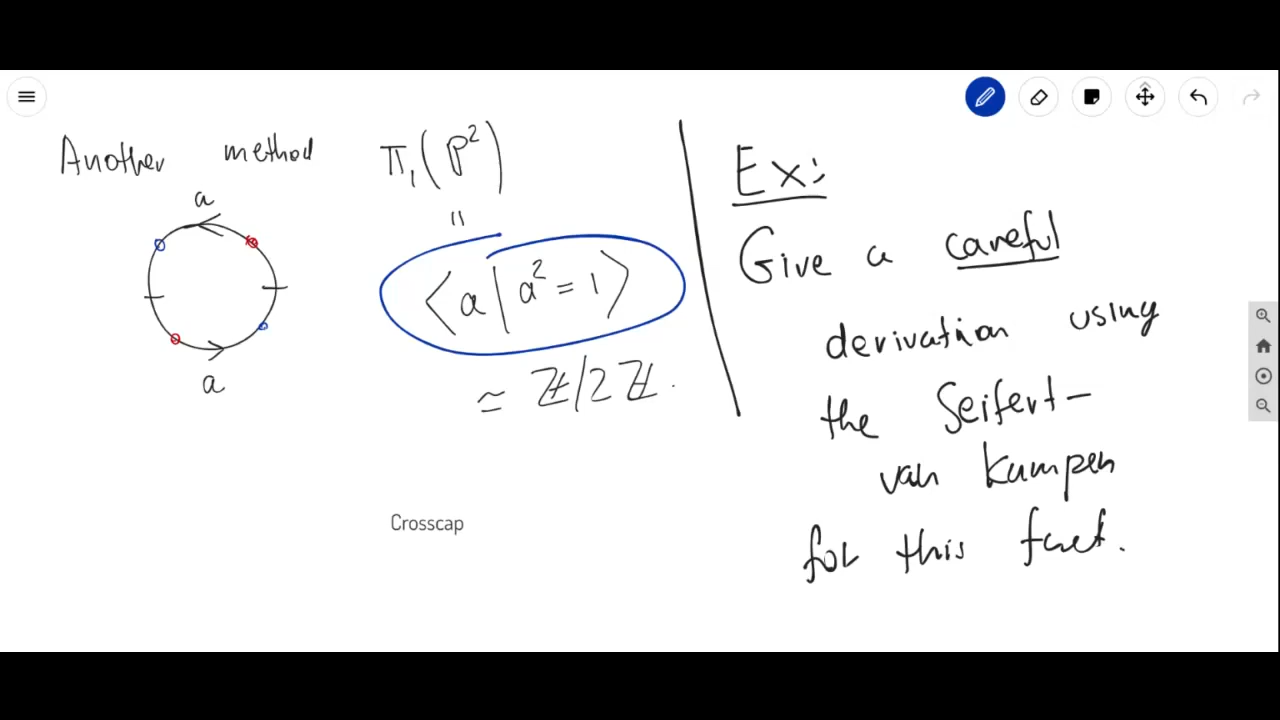 Another method π₁(ℙ²)
a
=
⟨a | a² = 1⟩
a
≃ ℤ/2ℤ.
Crosscap
Ex:
Give a careful
derivation using
the Seifert-
van Kampen
for this fact.